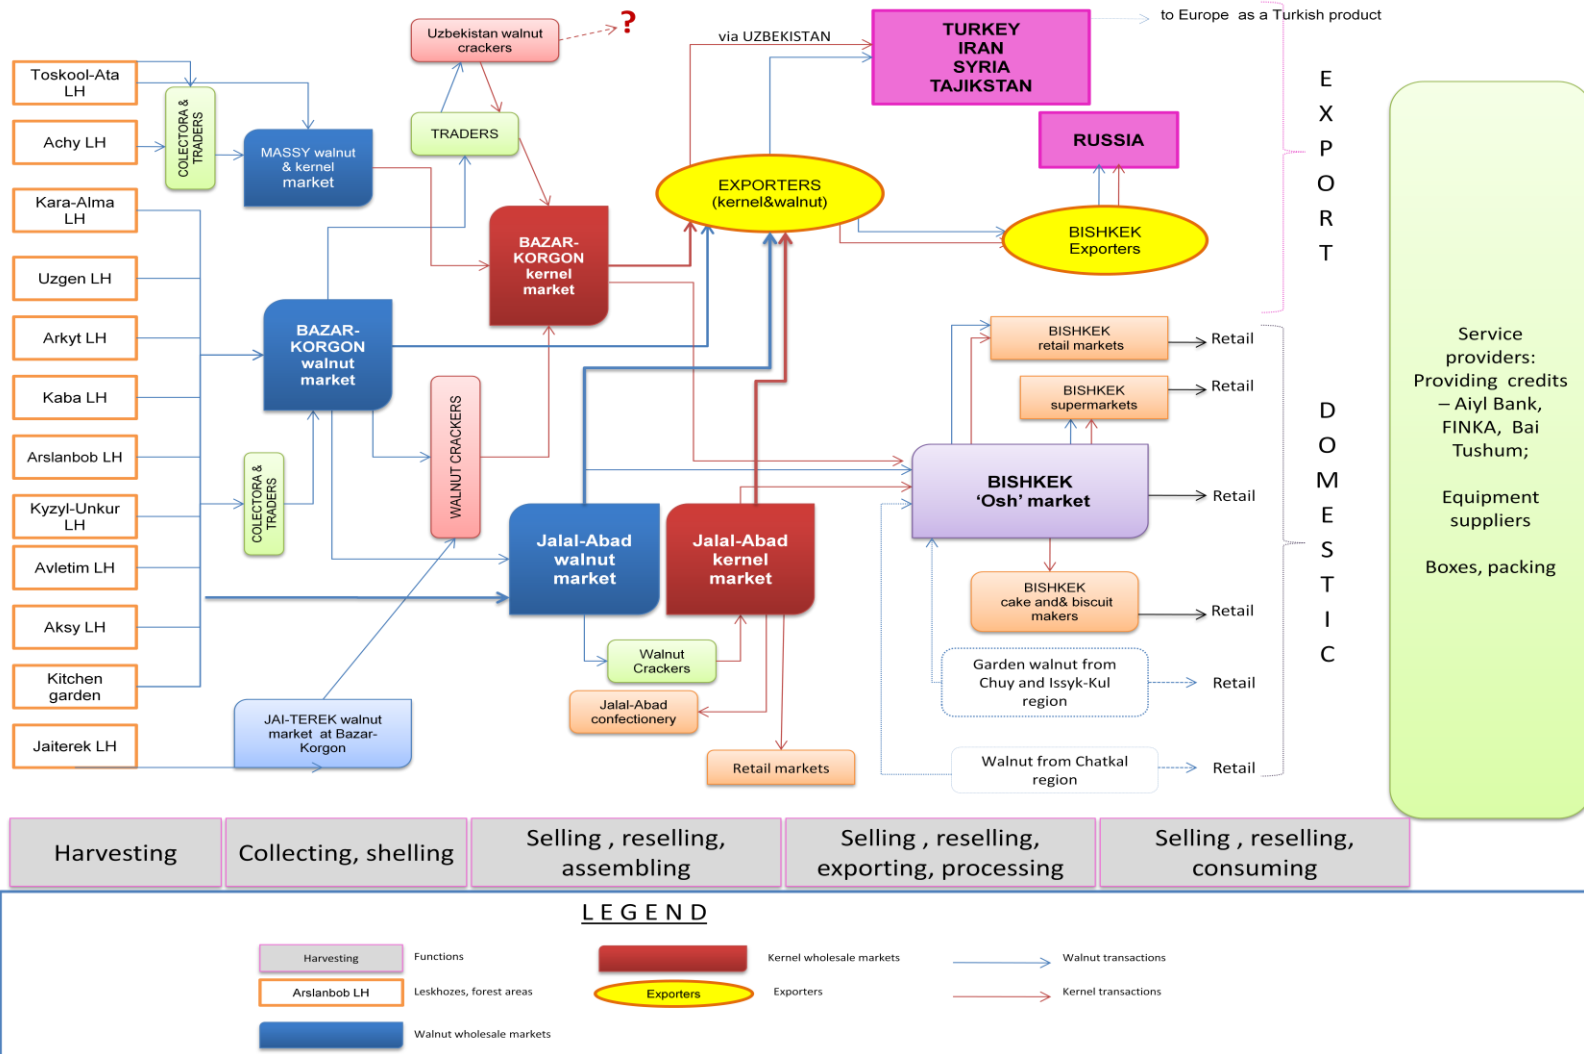 Toskool-Ata
LH
Achy LH
Kara-Alma
LH
Uzgen LH
Arkyt LH
Kaba LH
Arslanbob LH
Kyzyl-Unkur
LH
Avletim LH
Aksy LH
Kitchen
garden
Jaiterek LH
COLECTORA &
TRADERS
COLECTORA &
TRADERS
MASSY walnut
& kernel
market
BAZAR-
KORGON
walnut
market
JAI-TEREK walnut
market at Bazar-
Korgon
Uzbekistan walnut
crackers
?
TRADERS
BAZAR-
KORGON
kernel
market
WALNUT CRACKERS
Jalal-Abad
walnut
market
Jalal-Abad
kernel
market
Walnut
Crackers
Jalal-Abad
confectionery
Retail markets
via UZBEKISTAN
EXPORTERS
(kernel&walnut)
TURKEY
IRAN
SYRIA
TAJIKSTAN
to Europe as a Turkish product
RUSSIA
BISHKEK
Exporters
BISHKEK
retail markets
Retail
BISHKEK
supermarkets
Retail
BISHKEK
‘Osh’ market
Retail
BISHKEK
cake and& biscuit
makers
Retail
Garden walnut from
Chuy and Issyk-Kul
region
Retail
Walnut from Chatkal
region
Retail
E
X
P
O
R
T
D
O
M
E
S
T
I
C
Service
providers:
Providing credits
– Aiyl Bank,
FINKA, Bai
Tushum;
Equipment
suppliers
Boxes, packing
Harvesting
Collecting, shelling
Selling , reselling,
assembling
Selling , reselling,
exporting, processing
Selling , reselling,
consuming
L E G E N D
Harvesting
Functions
Kernel wholesale markets
Walnut transactions
Arslanbob LH
Leskhozes, forest areas
Exporters
Exporters
Kernel transactions
Walnut wholesale markets